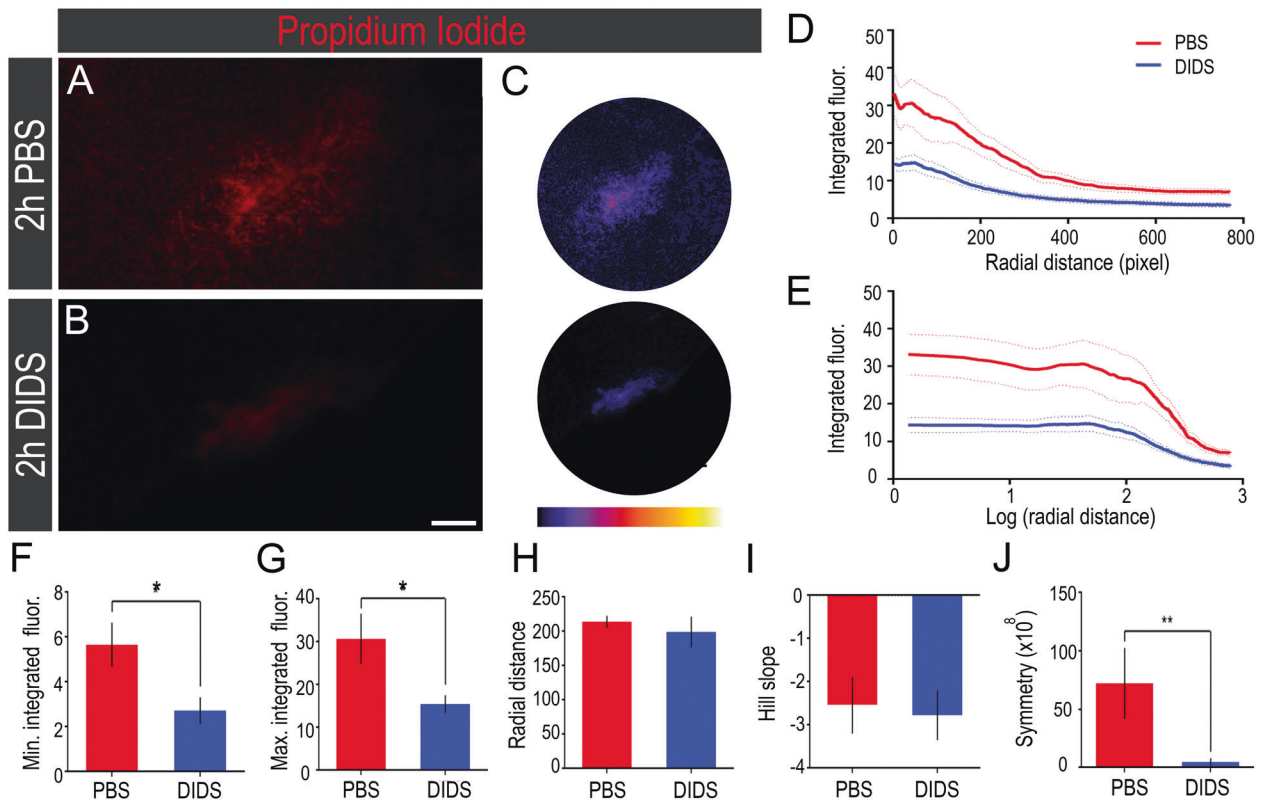 Propidium Iodide
2h PBS
A
2h DIDS
B
C
D
PBS
DIDS
Integrated fluor.
50
40
30
20
10
0
0 200 400 600 800
Radial distance (pixel)
E
Integrated fluor.
50
40
30
20
10
0
0 1 2 3
Log (radial distance)
F
Min. integrated fluor.
8
6
4
2
0
*
PBS DIDS
G
Max. integrated fluor.
40
30
20
10
0
*
PBS DIDS
H
Radial distance
250
200
150
100
50
0
PBS DIDS
I
Hill slope
0
-1
-2
-3
-4
PBS DIDS
J
Symmetry (x10⁸)
150
100
50
0
**
PBS DIDS